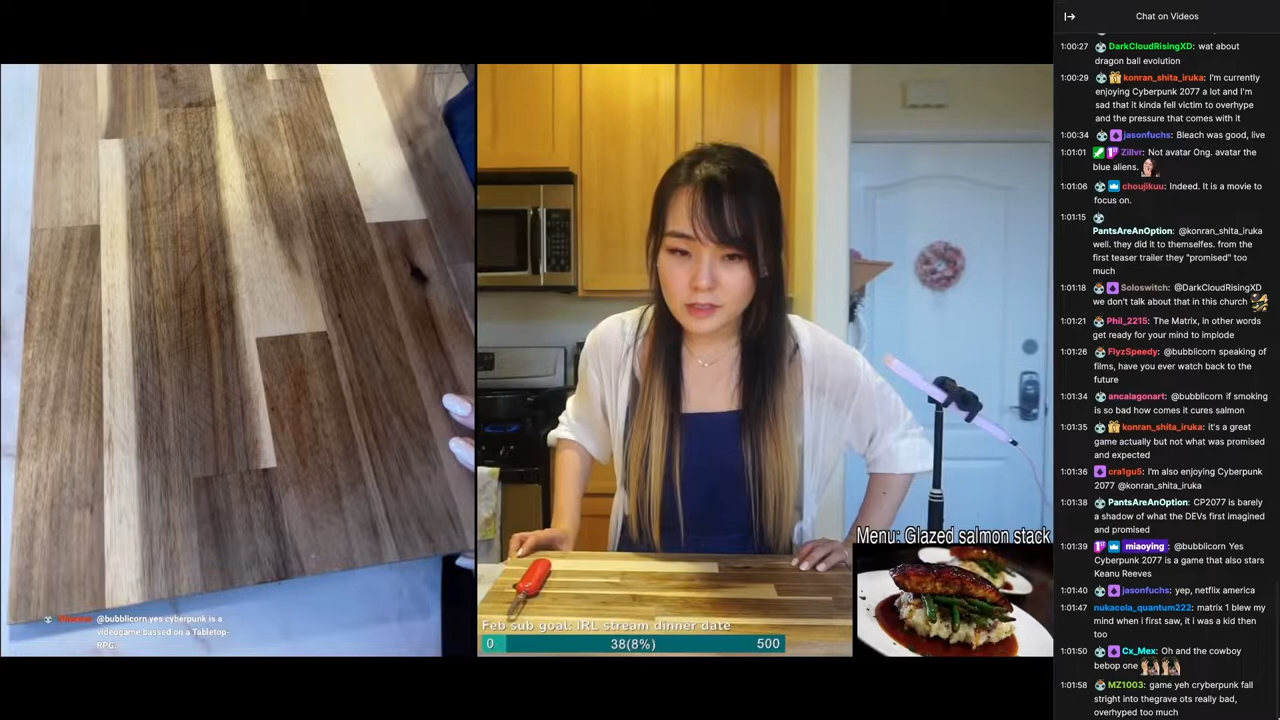 @bubblicorn yes cyberpunk is a
videogame bassed on a Tabletop-
RPG.
Menu: Glazed salmon stack
Feb sub goal: IRL stream dinner date
0
38(8%)
500
Chat on Videos
1:00:27 DarkCloudRisingXD: wat about
dragon ball evolution
1:00:29 konran_shita_iruka: I'm currently
enjoying Cyberpunk 2077 a lot and I'm
sad that it kinda fell victim to overhype
and the pressure that comes with it
1:00:34 jasonfuchs: Bleach was good, live
1:01:01 Zillvr: Not avatar Ong. avatar the
blue aliens.
1:01:06 choujikuu: Indeed. It is a movie to
focus on.
1:01:15
PantsAreAnOption: @konran_shita_iruka
well. they did it to themselfes. from the
first teaser trailer they "promised" too
much
1:01:18 Soloswitch: @DarkCloudRisingXD
we don't talk about that in this church
1:01:21 Phil_2215: The Matrix, in other words
get ready for your mind to implode
1:01:26 FlyzSpeedy: @bubblicorn speaking of
films, have you ever watch back to the
future
1:01:34 ancalagonart: @bubblicorn if smoking
is so bad how comes it cures salmon
1:01:35 konran_shita_iruka: it's a great
game actually but not what was promised
and expected
1:01:36 cra1gu5: I'm also enjoying Cyberpunk
2077 @konran_shita_iruka
1:01:38 PantsAreAnOption: CP2077 is barely
a shadow of what the DEVs first imagined
and promised
1:01:39 miaoying: @bubblicorn Yes
Cyberpunk 2077 is a game that also stars
Keanu Reeves
1:01:40 jasonfuchs: yep, netflix america
1:01:47 nukacola_quantum222: matrix 1 blew my
mind when i first saw, it i was a kid then
too
1:01:50 Cx_Mex: Oh and the cowboy
bebop one
1:01:58 MZ1003: game yeh cryberpunk fall
stright into thegrave ots really bad,
overhyped too much